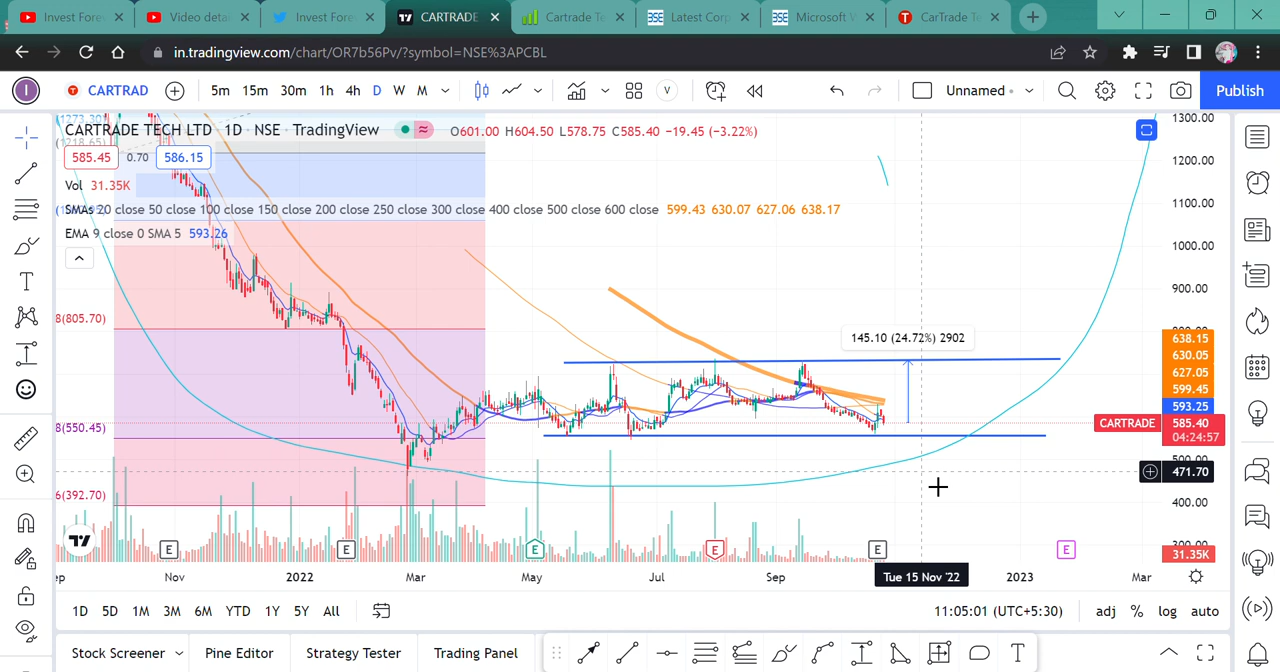 Invest Fore
Video detai
Invest Fore
CARTRADE
Cartrade Te
Latest Corp
Microsoft W
CarTrade Te
in.tradingview.com/chart/OR7b56Pv/?symbol=NSE%3APCBL
I
CARTRAD
5m 15m 30m 1h 4h D W M
V
Unnamed
Publish
(1273.30)
CARTRADE TECH LTD · 1D · NSE · TradingView
O601.00 H604.50 L578.75 C585.40 −19.45 (−3.22%)
585.45 0.70 586.15
Vol 31.35K
SMAs 20 close 50 close 100 close 150 close 200 close 250 close 300 close 400 close 500 close 600 close 599.43 630.07 627.06 638.17
EMA 9 close 0 SMA 5 593.26
8(805.70)
8(550.45)
6(392.70)
145.10 (24.72%) 2902
1300.00
1200.00
1100.00
1000.00
900.00
638.15
630.05
627.05
599.45
593.25
CARTRADE 585.40
04:24:57
471.70
400.00
31.35K
E E E E E E
Nov 2022 Mar May Jul Sep Tue 15 Nov '22 2023 Mar
1D 5D 1M 3M 6M YTD 1Y 5Y All
11:05:01 (UTC+5:30) adj % log auto
Stock Screener Pine Editor Strategy Tester Trading Panel